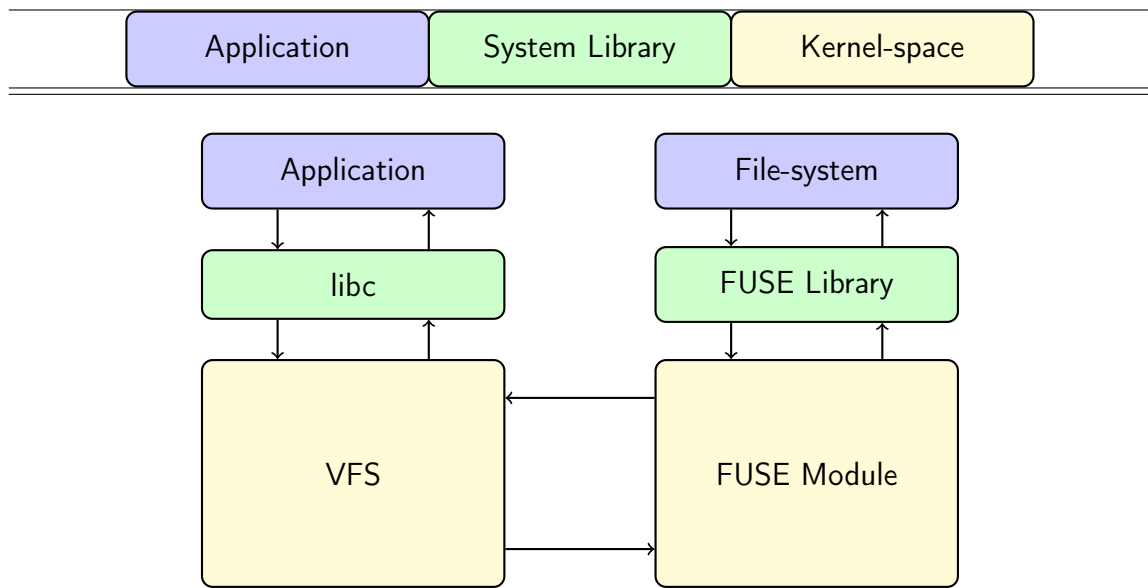 Application System Library Kernel-space
Application File-system
libc FUSE Library
VFS FUSE Module